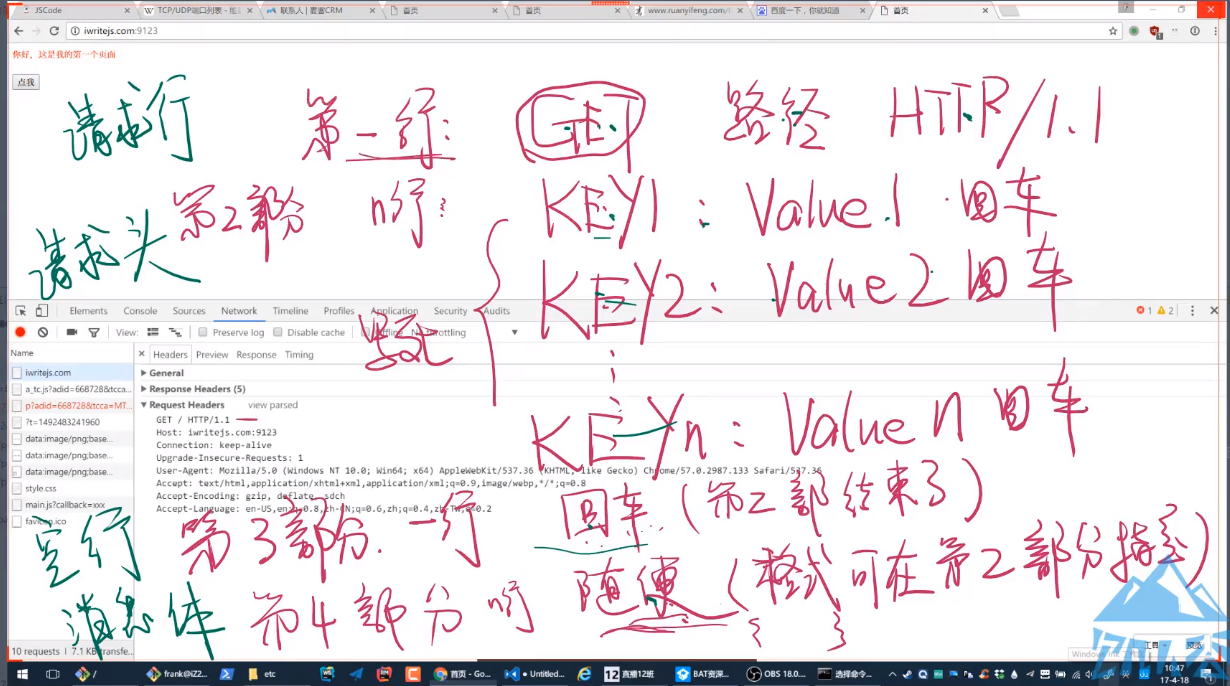 JSCode
TCP/UDP端口列表 - 维
联系人 | 要塞CRM
首页
首页
www.ruanyifeng.com/h
百度一下,你就知道
首页
iwritejs.com:9123
你好,这是我的第一个页面
点我
请求行 第一行: GET 路径 HTTP/1.1
第2部分 n行: KEY1 : Value1 回车
请求头
KEY2 : Value2 回车
Elements Console Sources Network Timeline Profiles Application Security Audits
1 2
View: Preserve log Disable cache Offline No throttling
Name
Headers Preview Response Timing
iwritejs.com
General
a_tc.js?adid=668728&tcca...
Response Headers (5)
p?adid=668728&tcca=MT...
Request Headers view parsed
?t=1492483241960
GET / HTTP/1.1
KEYn : Value n 回车
data:image/png;base...
Host: iwritejs.com:9123
Connection: keep-alive
data:image/png;base...
Upgrade-Insecure-Requests: 1
data:image/png;base...
User-Agent: Mozilla/5.0 (Windows NT 10.0; Win64; x64) AppleWebKit/537.36 (KHTML, like Gecko) Chrome/57.0.2987.133 Safari/537.36
style.css
Accept: text/html,application/xhtml+xml,application/xml;q=0.9,image/webp,*/*;q=0.8
main.js?callback=xxx
Accept-Encoding: gzip, deflate, sdch
Accept-Language: en-US,en;q=0.8,zh-CN;q=0.6,zh;q=0.4,zh-TW;q=0.2
favicon.ico
空行 第3部分. 一行 回车 (第2部结束了)
消息体 第4部分 n行 随便 (格式可在第2部分指定)
{ }
10 requests | 7.1 KB transfe...
工具 预览
/
frank@iZ2...
etc
首页 - Go...
Untitled...
12 直播12班
BAT资源...
OBS 18.0...
选择命令...
10:47
17-4-18